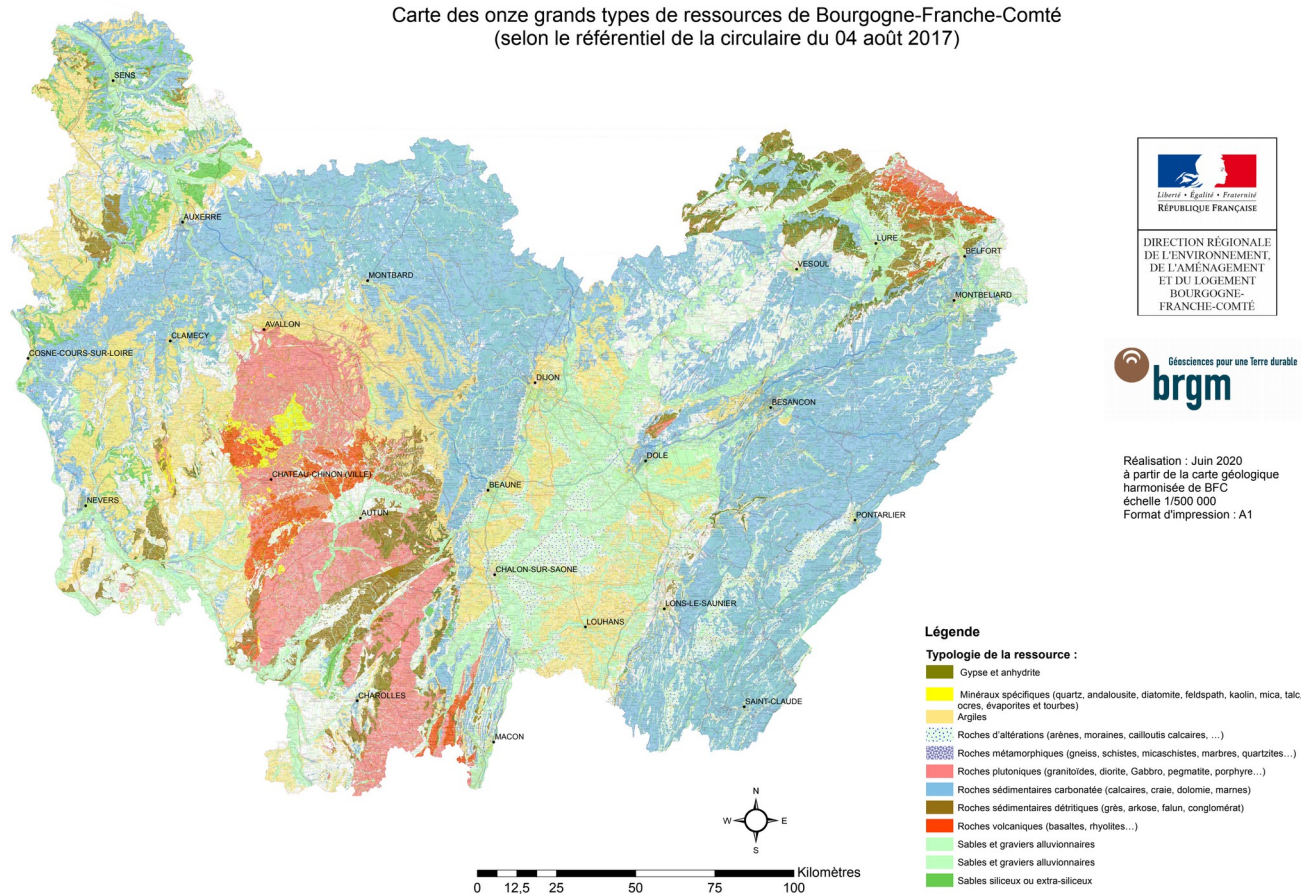 Carte des onze grands types de ressources de Bourgogne-Franche-Comté
(selon le référentiel de la circulaire du 04 août 2017)
SENS
AUXERRE
MONTBARD
AVALLON
CLAMECY
COSNE-COURS-SUR-LOIRE
DIJON
VESOUL
LURE
BELFORT
MONTBELIARD
BESANCON
DOLE
CHATEAU-CHINON (VILLE)
BEAUNE
NEVERS
AUTUN
PONTARLIER
CHALON-SUR-SAONE
LONS-LE-SAUNIER
LOUHANS
CHAROLLES
SAINT-CLAUDE
MACON
Liberté • Égalité • Fraternité
RÉPUBLIQUE FRANÇAISE
DIRECTION RÉGIONALE
DE L'ENVIRONNEMENT,
DE L'AMÉNAGEMENT
ET DU LOGEMENT
BOURGOGNE-
FRANCHE-COMTÉ
Géosciences pour une Terre durable
brgm
Réalisation : Juin 2020
à partir de la carte géologique
harmonisée de BFC
échelle 1/500 000
Format d'impression : A1
Légende
Typologie de la ressource :
Gypse et anhydrite
Minéraux spécifiques (quartz, andalousite, diatomite, feldspath, kaolin, mica, talc,
ocres, évaporites et tourbes)
Argiles
Roches d'altérations (arènes, moraines, cailloutis calcaires, …)
Roches métamorphiques (gneiss, schistes, micaschistes, marbres, quartzites…)
Roches plutoniques (granitoïdes, diorite, Gabbro, pegmatite, porphyre…)
Roches sédimentaires carbonatée (calcaires, craie, dolomie, marnes)
Roches sédimentaires détritiques (grès, arkose, falun, conglomérat)
Roches volcaniques (basaltes, rhyolites…)
Sables et graviers alluvionnaires
Sables et graviers alluvionnaires
Sables siliceux ou extra-siliceux
N
W E
S
Kilomètres
0 12,5 25 50 75 100